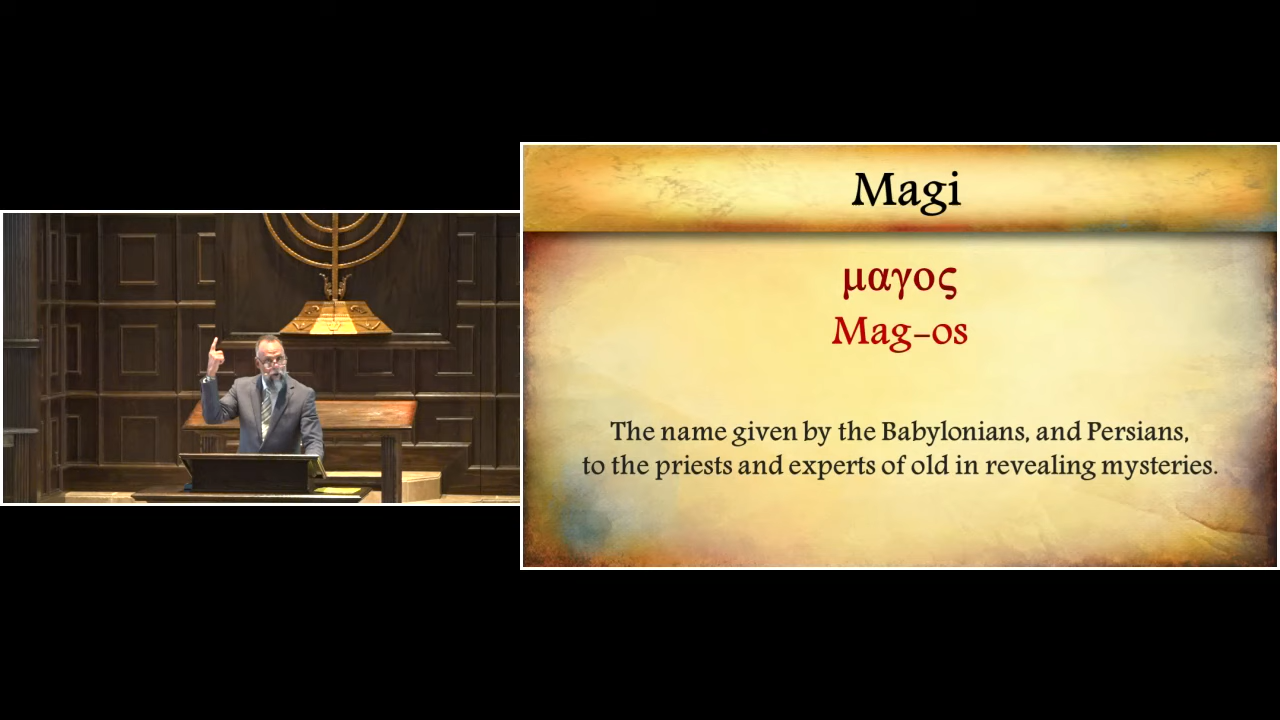 Magi
μαγος
Mag-os
The name given by the Babylonians, and Persians,
to the priests and experts of old in revealing mysteries.